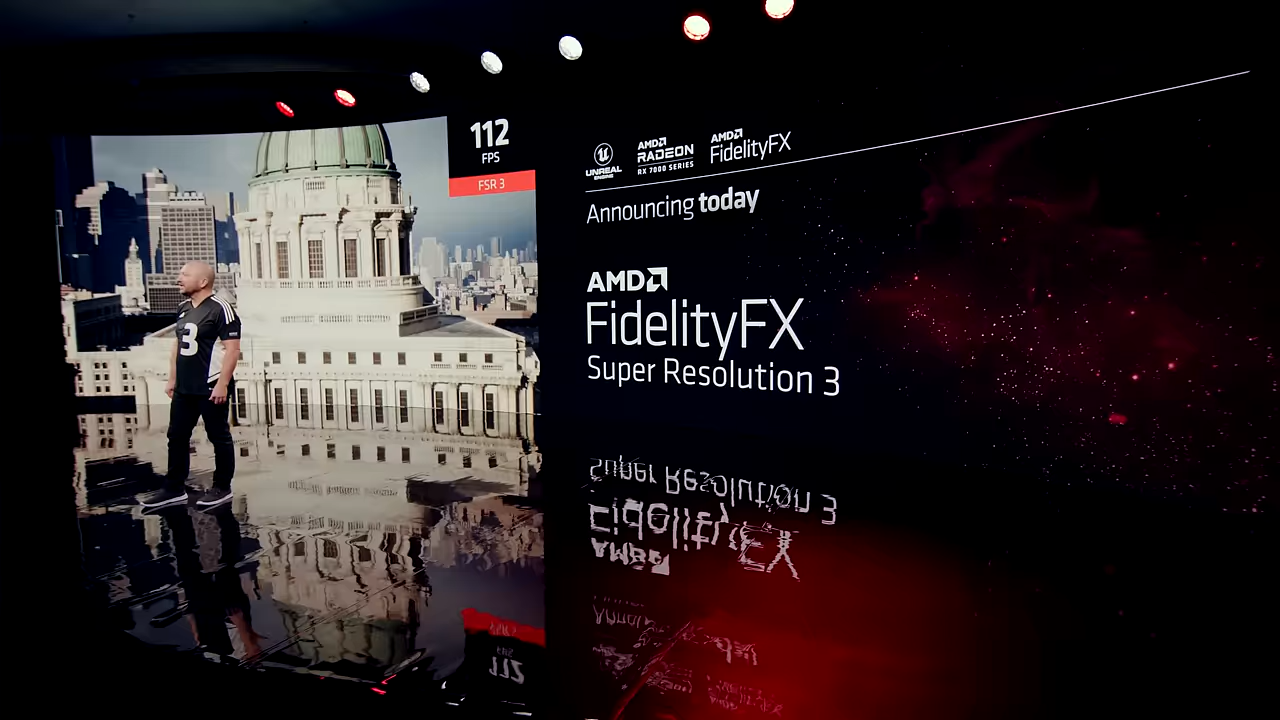 112
FPS
FSR 3
3
UNREAL
ENGINE
AMD
RADEON
RX 7000 SERIES
AMD
FidelityFX
Announcing today
AMD
FidelityFX
Super Resolution 3